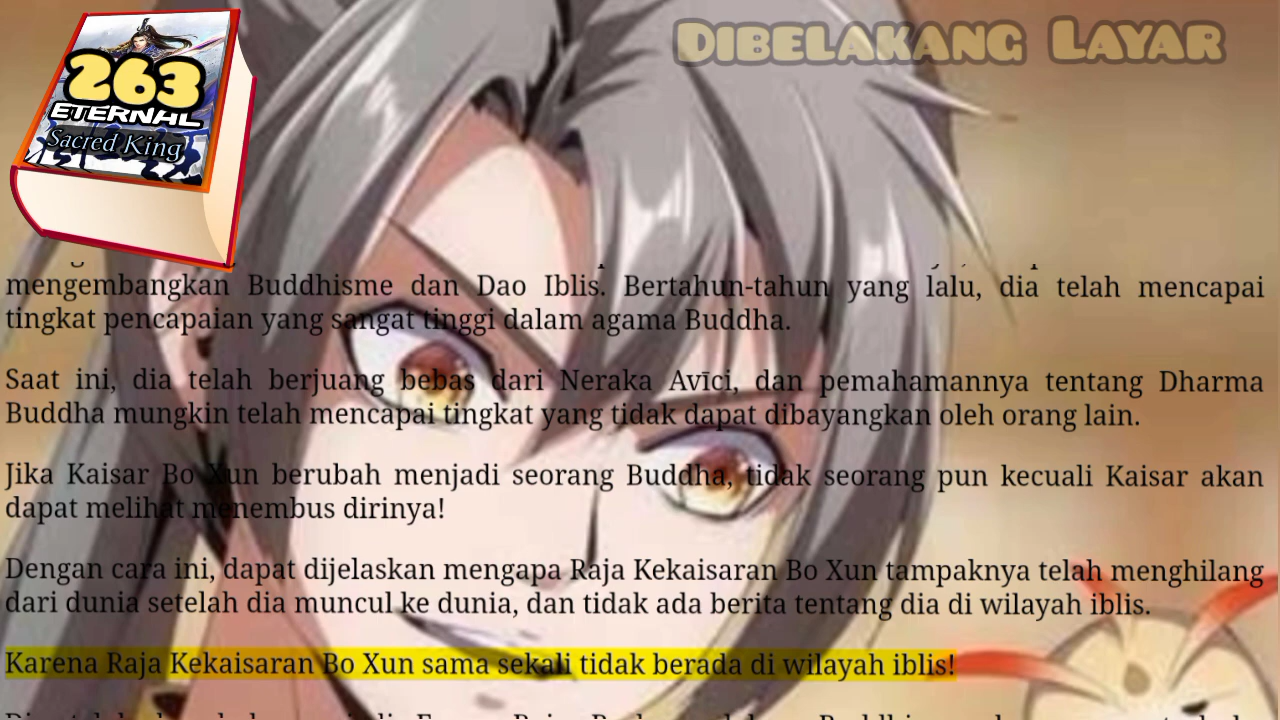 Dibelakang Layar
263
ETERNAL
Sacred King
mengembangkan Buddhisme dan Dao Iblis. Bertahun-tahun yang lalu, dia telah mencapai
tingkat pencapaian yang sangat tinggi dalam agama Buddha.
Saat ini, dia telah berjuang bebas dari Neraka Avīci, dan pemahamannya tentang Dharma
Buddha mungkin telah mencapai tingkat yang tidak dapat dibayangkan oleh orang lain.
Jika Kaisar Bo Xun berubah menjadi seorang Buddha, tidak seorang pun kecuali Kaisar akan
dapat melihat menembus dirinya!
Dengan cara ini, dapat dijelaskan mengapa Raja Kekaisaran Bo Xun tampaknya telah menghilang
dari dunia setelah dia muncul ke dunia, dan tidak ada berita tentang dia di wilayah iblis.
Karena Raja Kekaisaran Bo Xun sama sekali tidak berada di wilayah iblis!